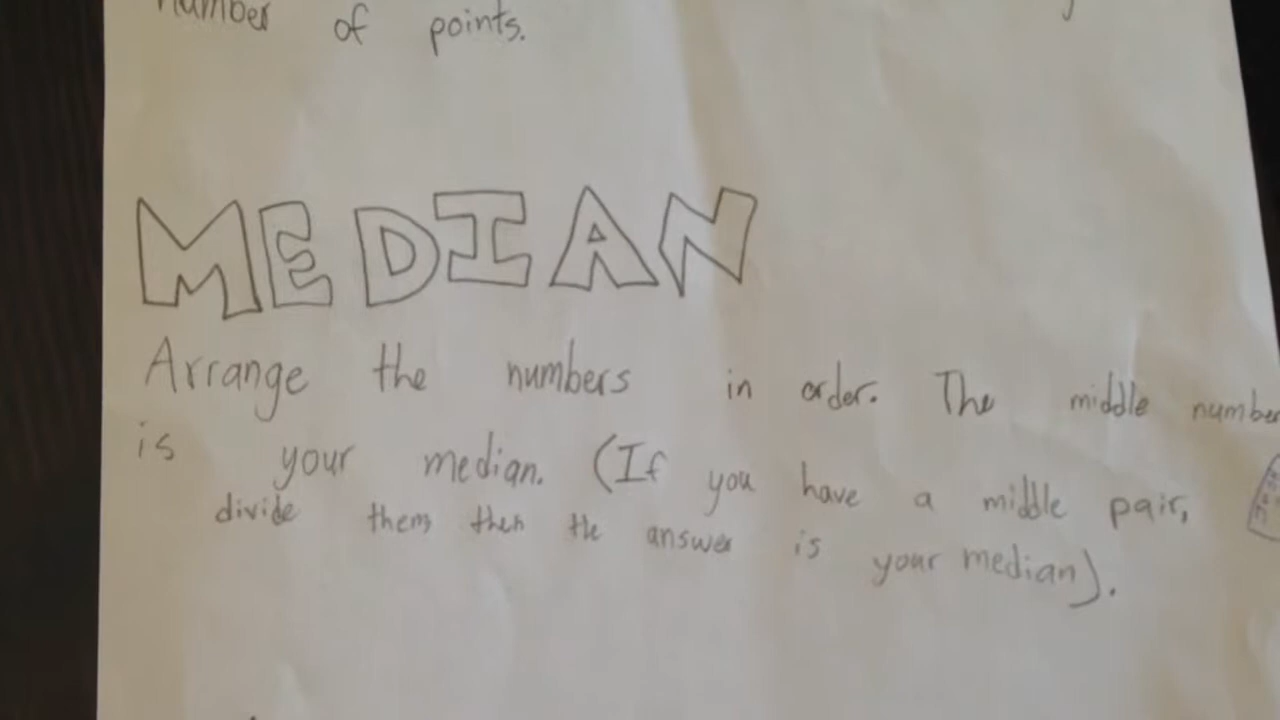 number of points.
MEDIAN
Arrange the numbers in order. The middle number
is your median. (If you have a middle pair,
divide them, then the answer is your median).